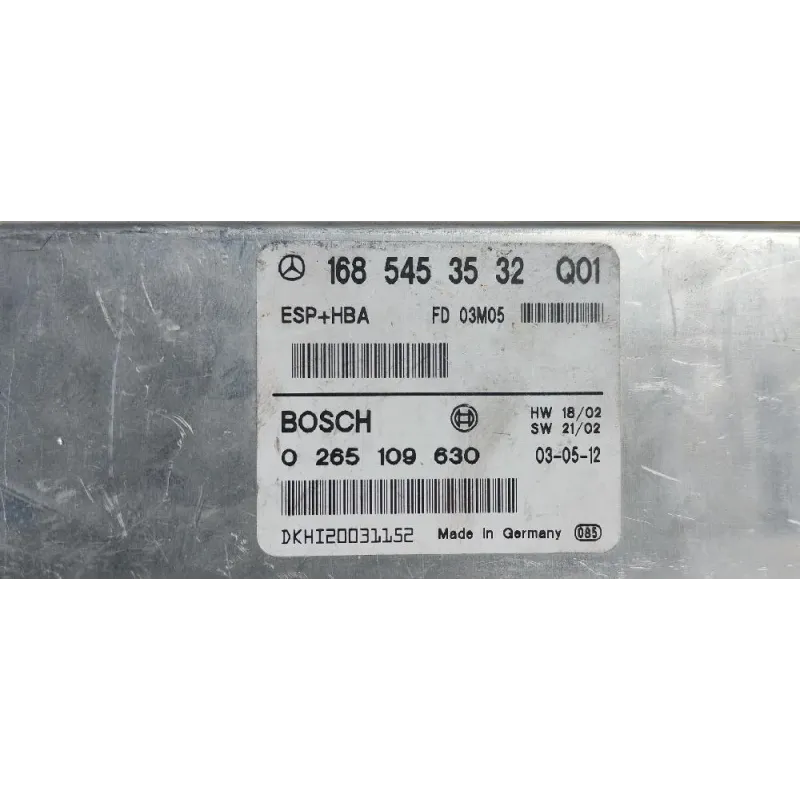 168 545 35 32 Q01
ESP+HBA FD 03M05
BOSCH HW 18/02
SW 21/02
0 265 109 630 03-05-12
DKHI20031152 Made in Germany 085